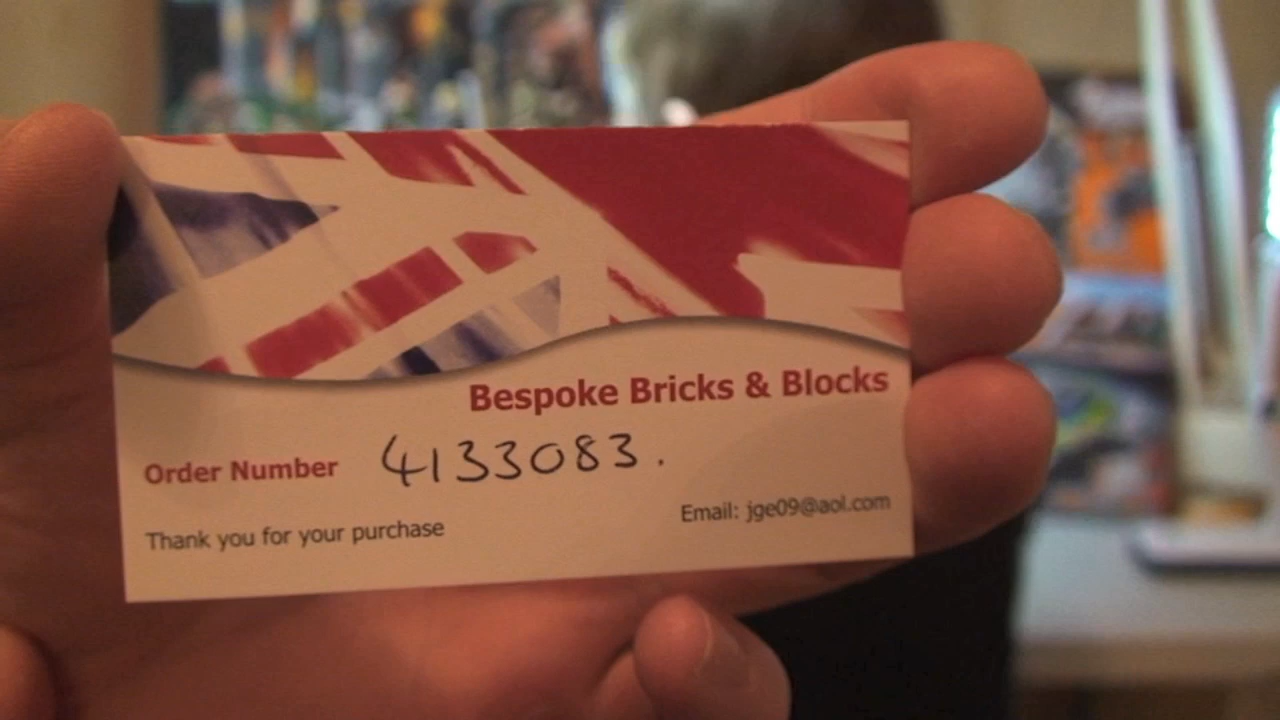 Bespoke Bricks & Blocks
Order Number 4133083.
Email: jge09@aol.com
Thank you for your purchase